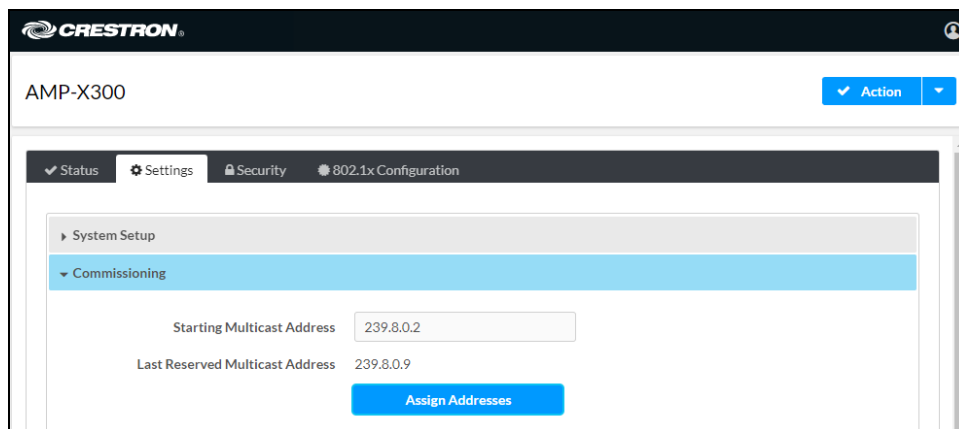 CRESTRON®
AMP-X300
Action
Status Settings Security 802.1x Configuration
System Setup
Commissioning
Starting Multicast Address 239.8.0.2
Last Reserved Multicast Address 239.8.0.9
Assign Addresses